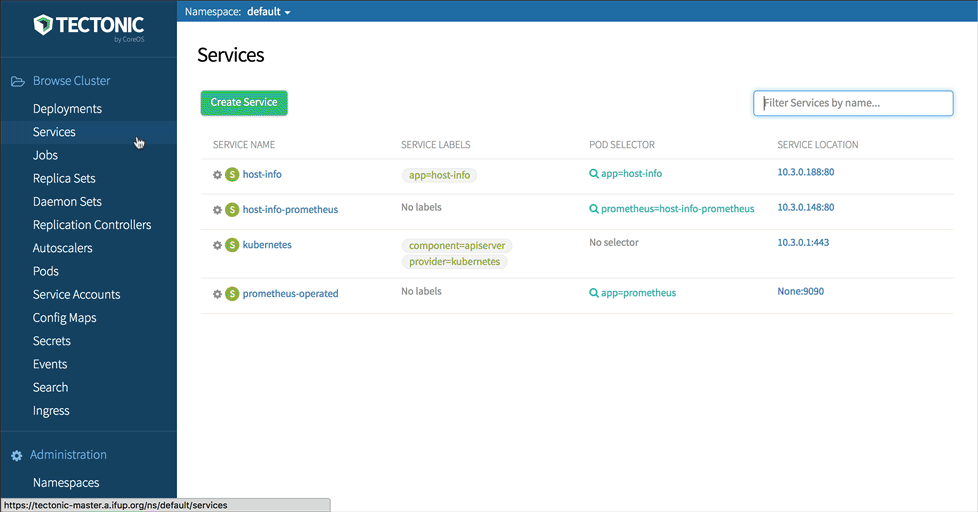 TECTONIC
by CoreOS
Namespace: default
Browse Cluster
Deployments
Services
Jobs
Replica Sets
Daemon Sets
Replication Controllers
Autoscalers
Pods
Service Accounts
Config Maps
Secrets
Events
Search
Ingress
Administration
Namespaces
https://tectonic-master.a.ifup.org/ns/default/services
Services
Create Service
Filter Services by name...
SERVICE NAME SERVICE LABELS POD SELECTOR SERVICE LOCATION
S host-info app=host-info app=host-info 10.3.0.188:80
S host-info-prometheus No labels prometheus=host-info-prometheus 10.3.0.148:80
S kubernetes component=apiserver No selector 10.3.0.1:443
provider=kubernetes
S prometheus-operated No labels app=prometheus None:9090